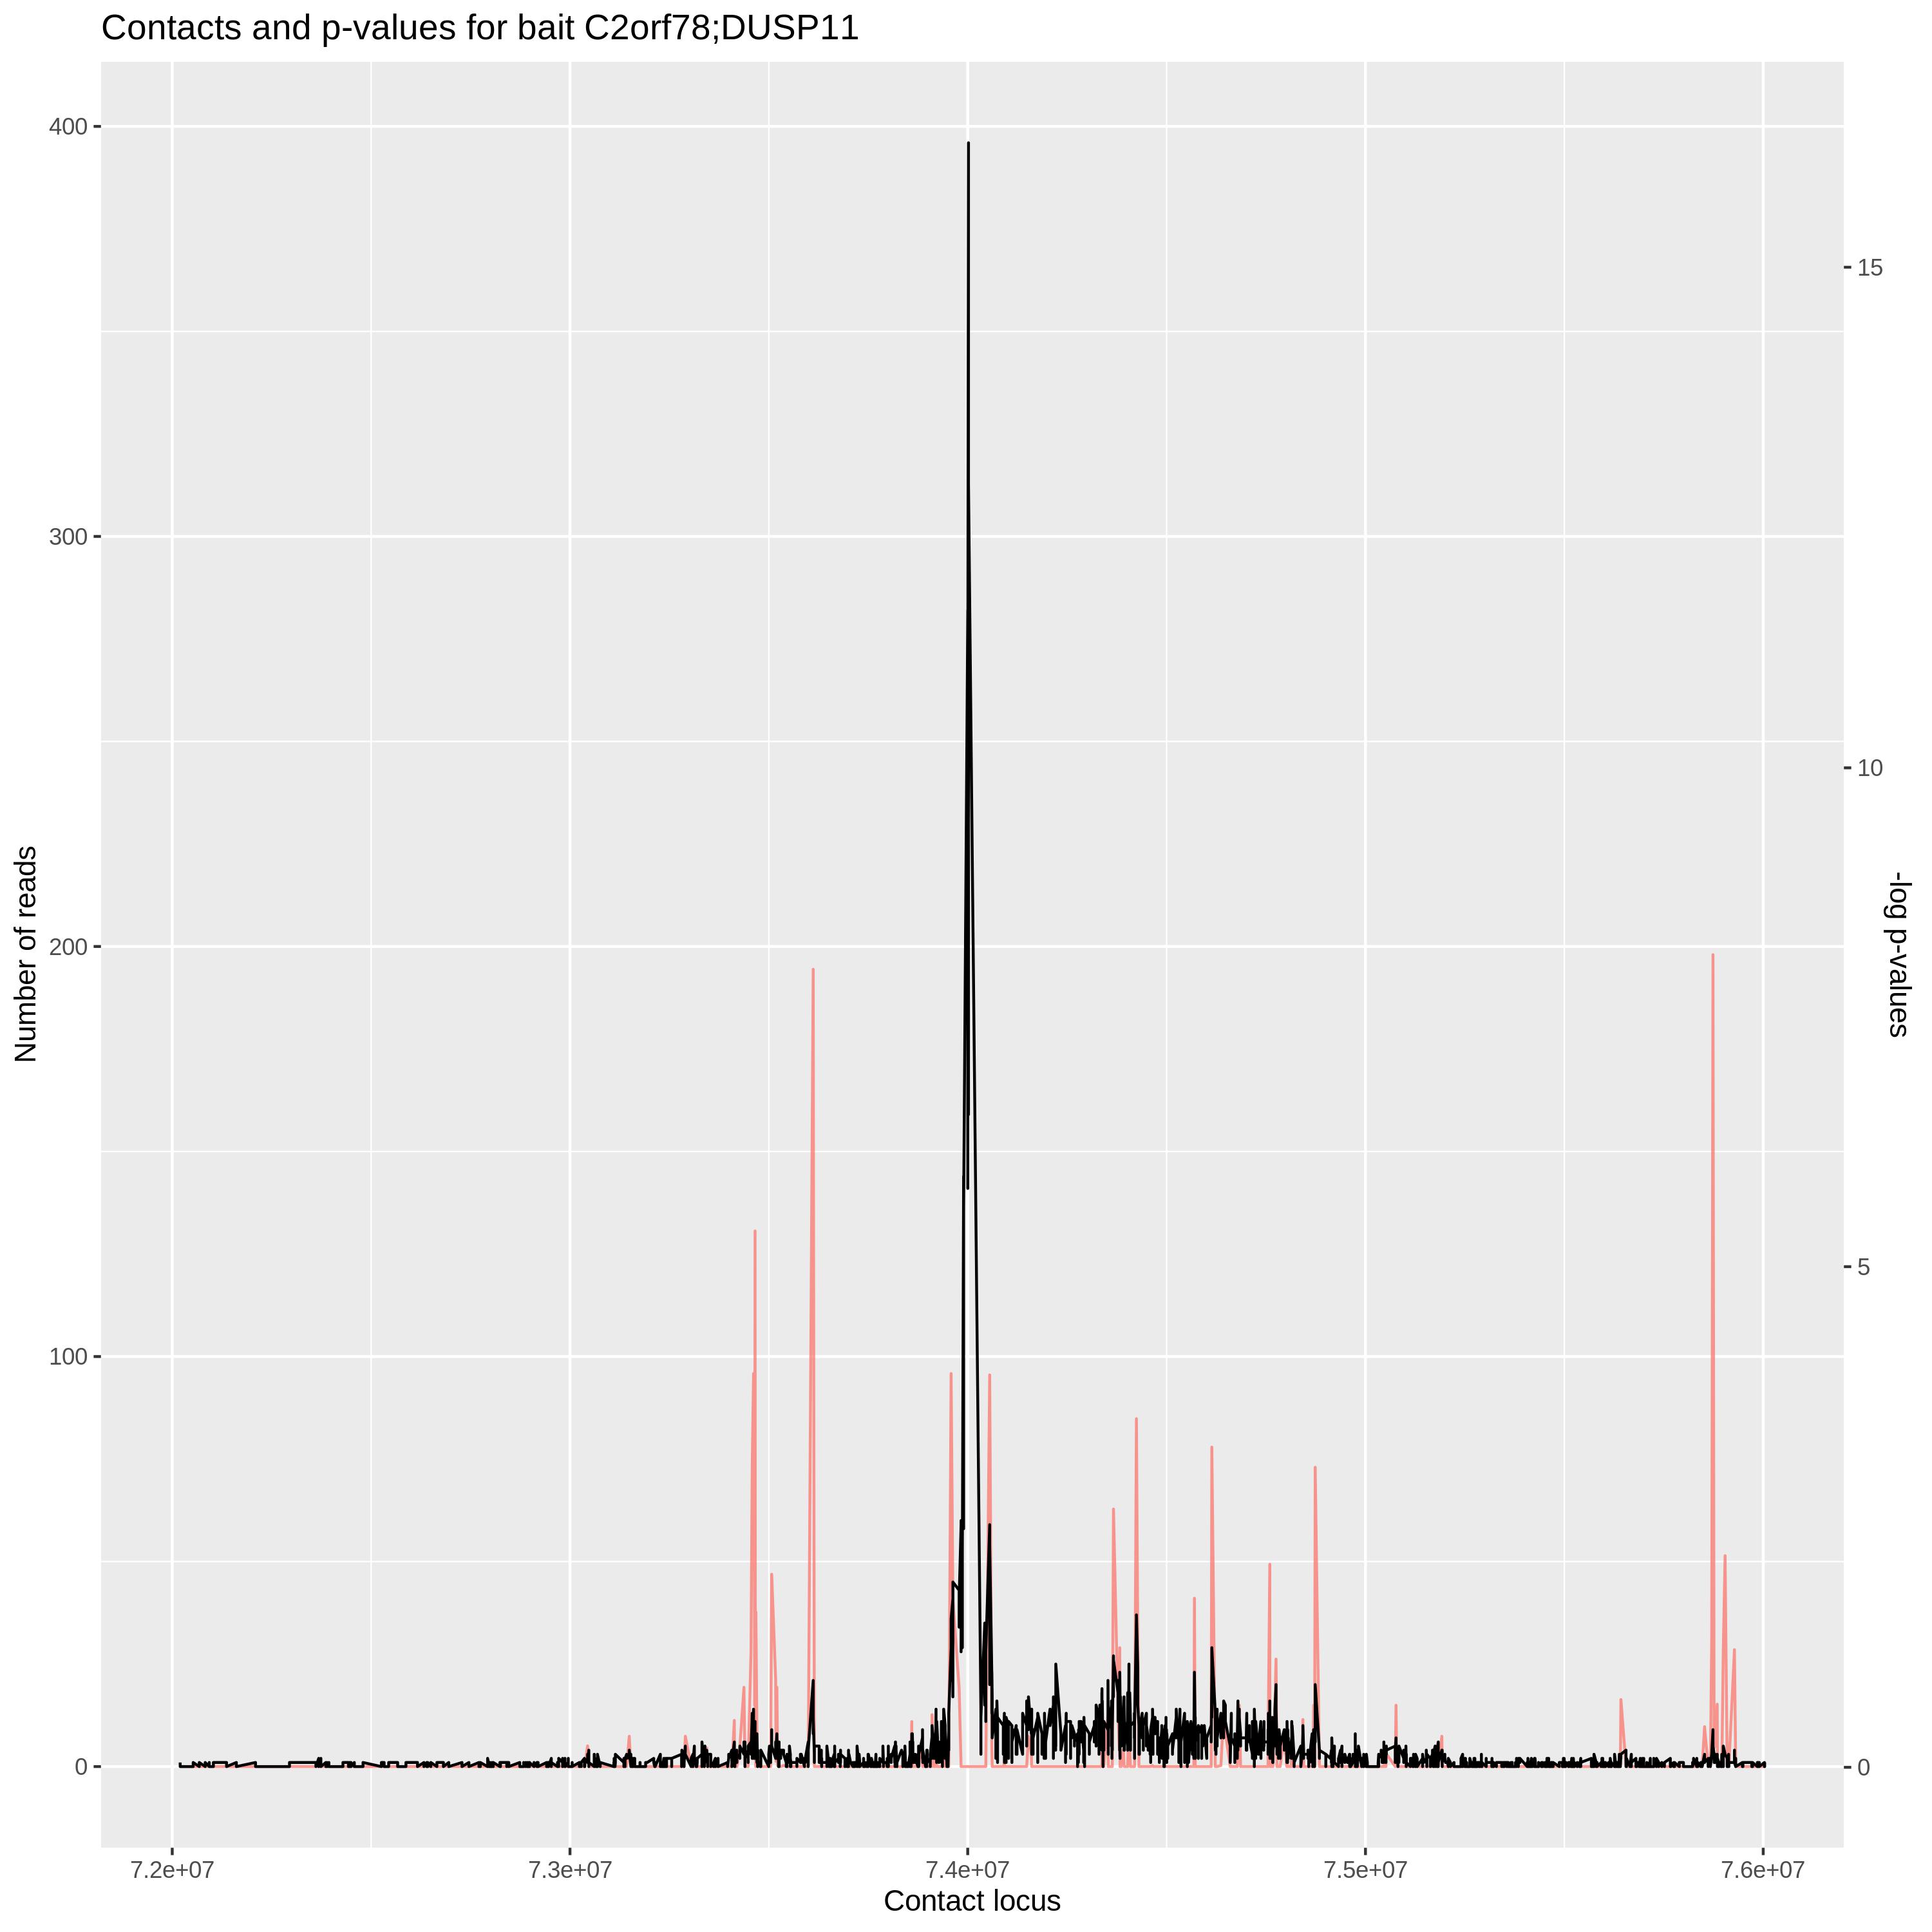 Contacts and p-values for bait C2orf78;DUSP11
400
300
200
100
0
15
10
5
0
Number of reads
-log p-values
7.2e+07 7.3e+07 7.4e+07 7.5e+07 7.6e+07
Contact locus